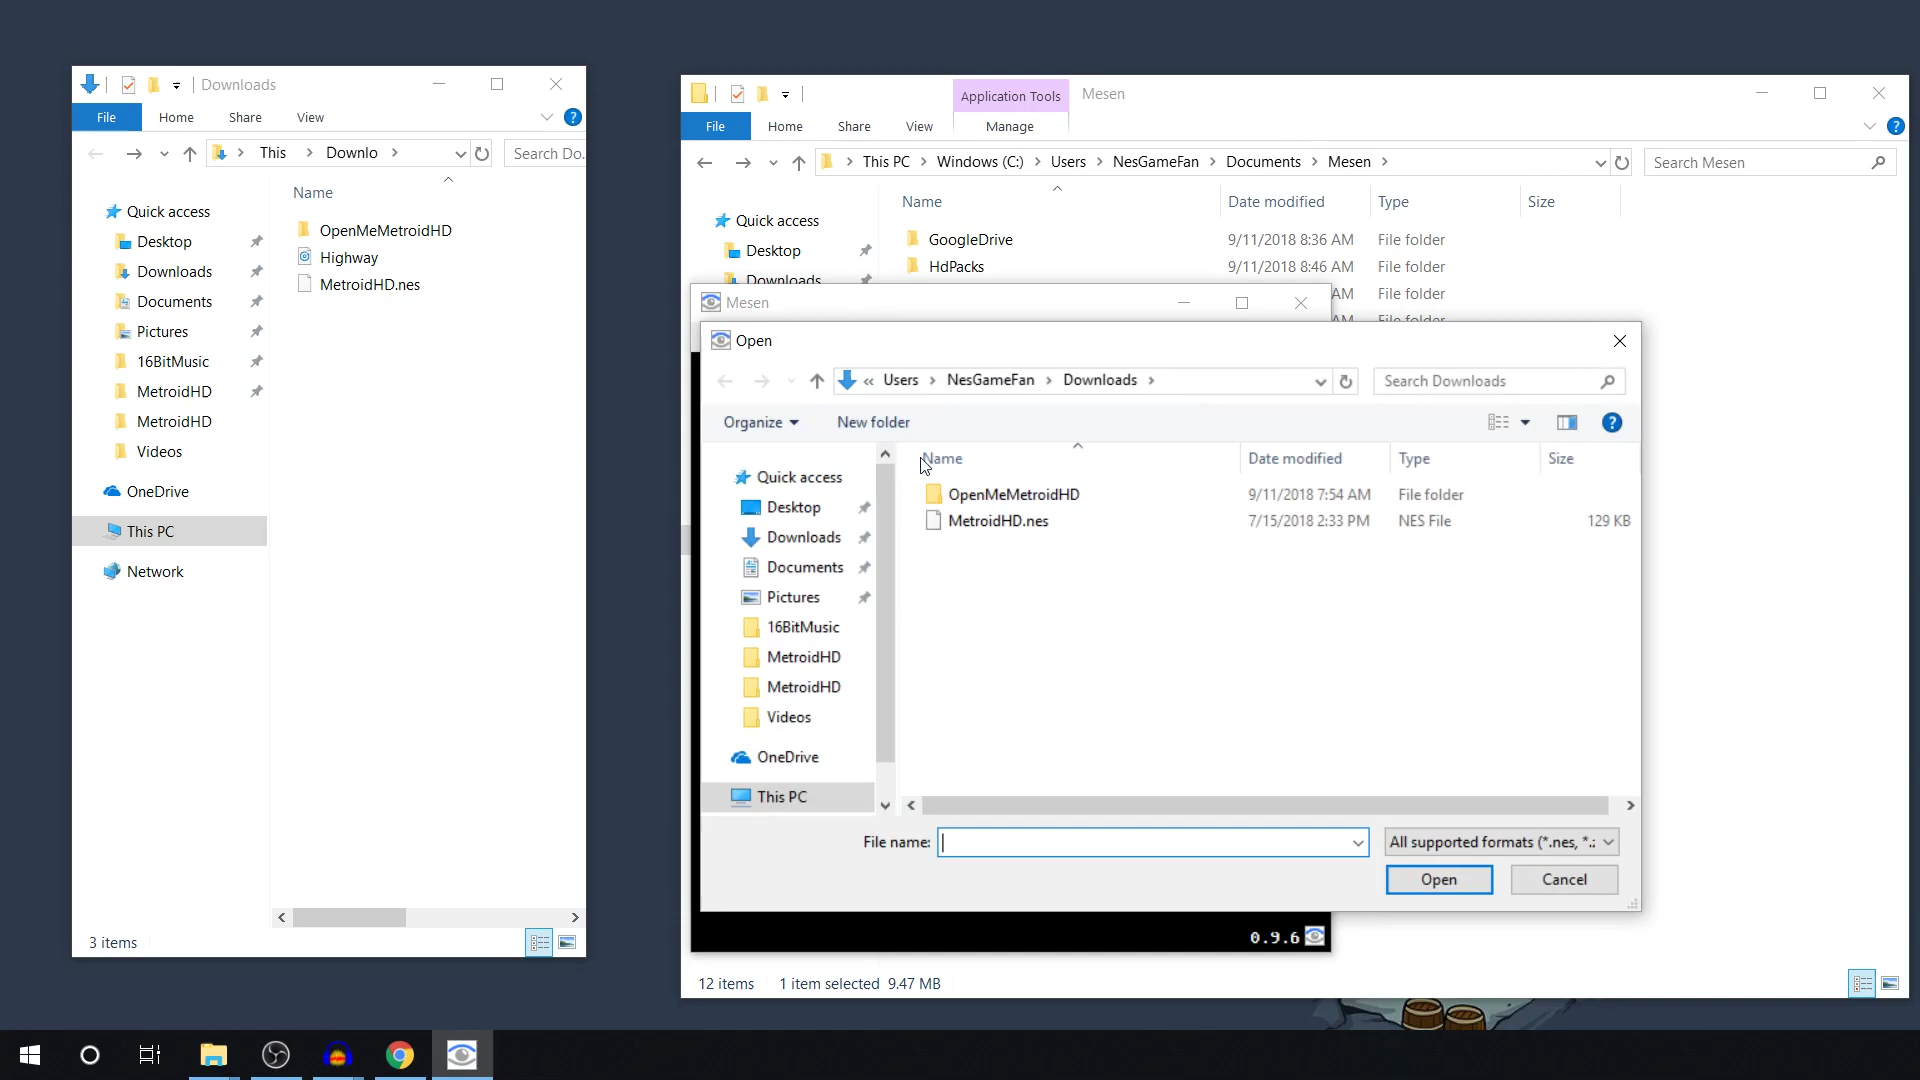 Downloads
File Home Share View
This Downlo
Search Do.
Name
Quick access
Desktop
Downloads
Documents
Pictures
16BitMusic
MetroidHD
MetroidHD
Videos
OneDrive
This PC
Network
OpenMeMetroidHD
Highway
MetroidHD.nes
3 items
Application Tools Mesen
File Home Share View Manage
This PC Windows (C:) Users NesGameFan Documents Mesen
Search Mesen
Name Date modified Type Size
Quick access
Desktop
Downloads
GoogleDrive 9/11/2018 8:36 AM File folder
HdPacks 9/11/2018 8:46 AM File folder
AM File folder
AM File folder
Mesen
Open
« Users NesGameFan Downloads
Search Downloads
Organize New folder
Name Date modified Type Size
Quick access
Desktop
Downloads
Documents
Pictures
16BitMusic
MetroidHD
MetroidHD
Videos
OneDrive
This PC
OpenMeMetroidHD 9/11/2018 7:54 AM File folder
MetroidHD.nes 7/15/2018 2:33 PM NES File 129 KB
File name:
All supported formats (*.nes, *.z
Open Cancel
0.9.6
12 items 1 item selected 9.47 MB